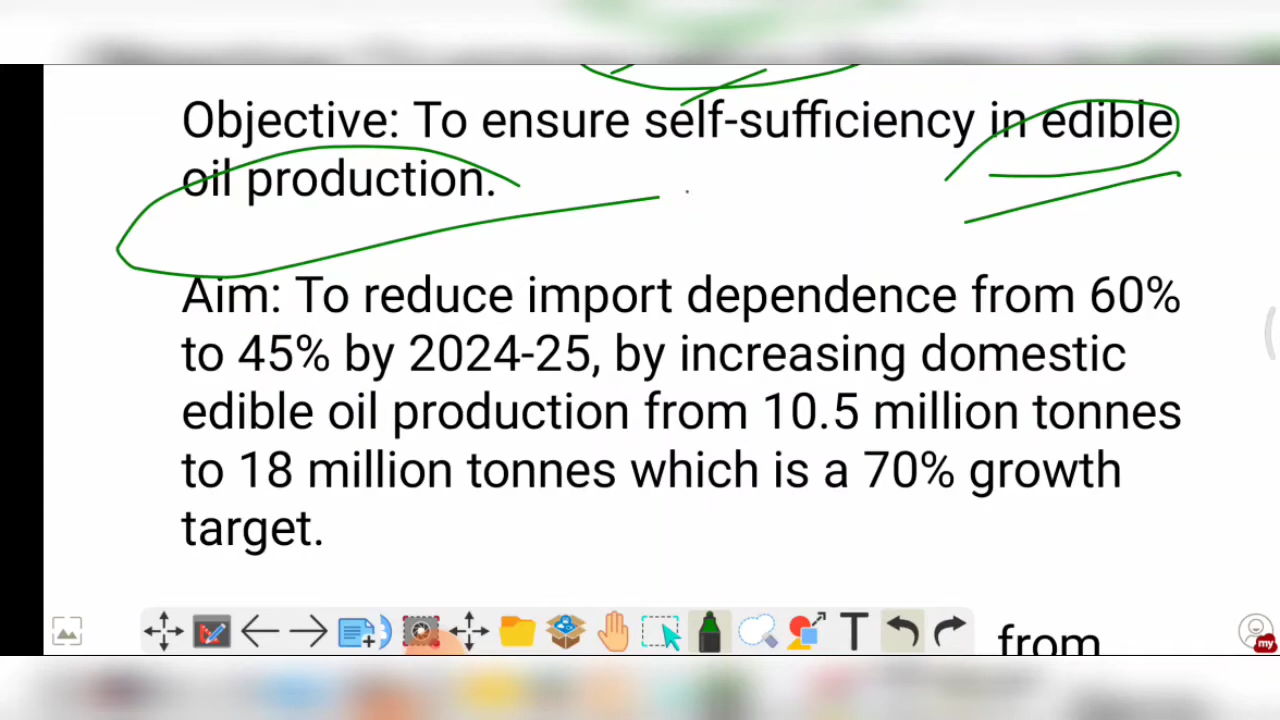 Objective: To ensure self-sufficiency in edible
oil production.
Aim: To reduce import dependence from 60%
to 45% by 2024-25, by increasing domestic
edible oil production from 10.5 million tonnes
to 18 million tonnes which is a 70% growth
target.
T
from
my